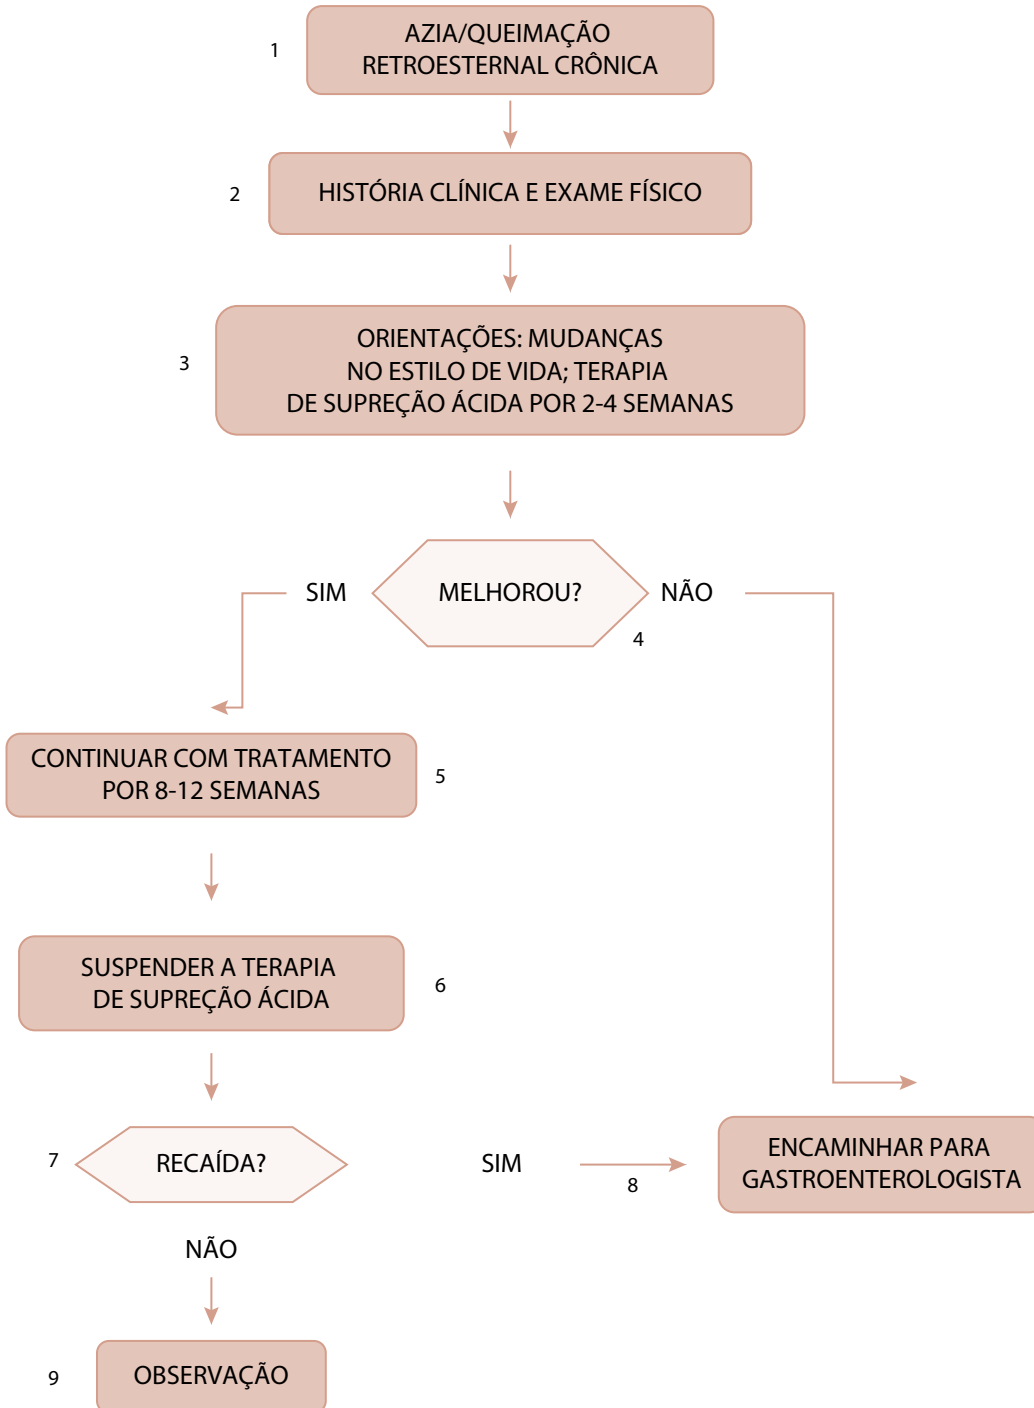 1
AZIA/QUEIMAÇÃO
RETROESTERNAL CRÔNICA
2
HISTÓRIA CLÍNICA E EXAME FÍSICO
3
ORIENTAÇÕES: MUDANÇAS
NO ESTILO DE VIDA; TERAPIA
DE SUPREÇÃO ÁCIDA POR 2-4 SEMANAS
SIM
MELHOROU?
NÃO
4
CONTINUAR COM TRATAMENTO
POR 8-12 SEMANAS
5
SUSPENDER A TERAPIA
DE SUPREÇÃO ÁCIDA
6
7
RECAÍDA?
SIM
8
ENCAMINHAR PARA
GASTROENTEROLOGISTA
NÃO
9
OBSERVAÇÃO